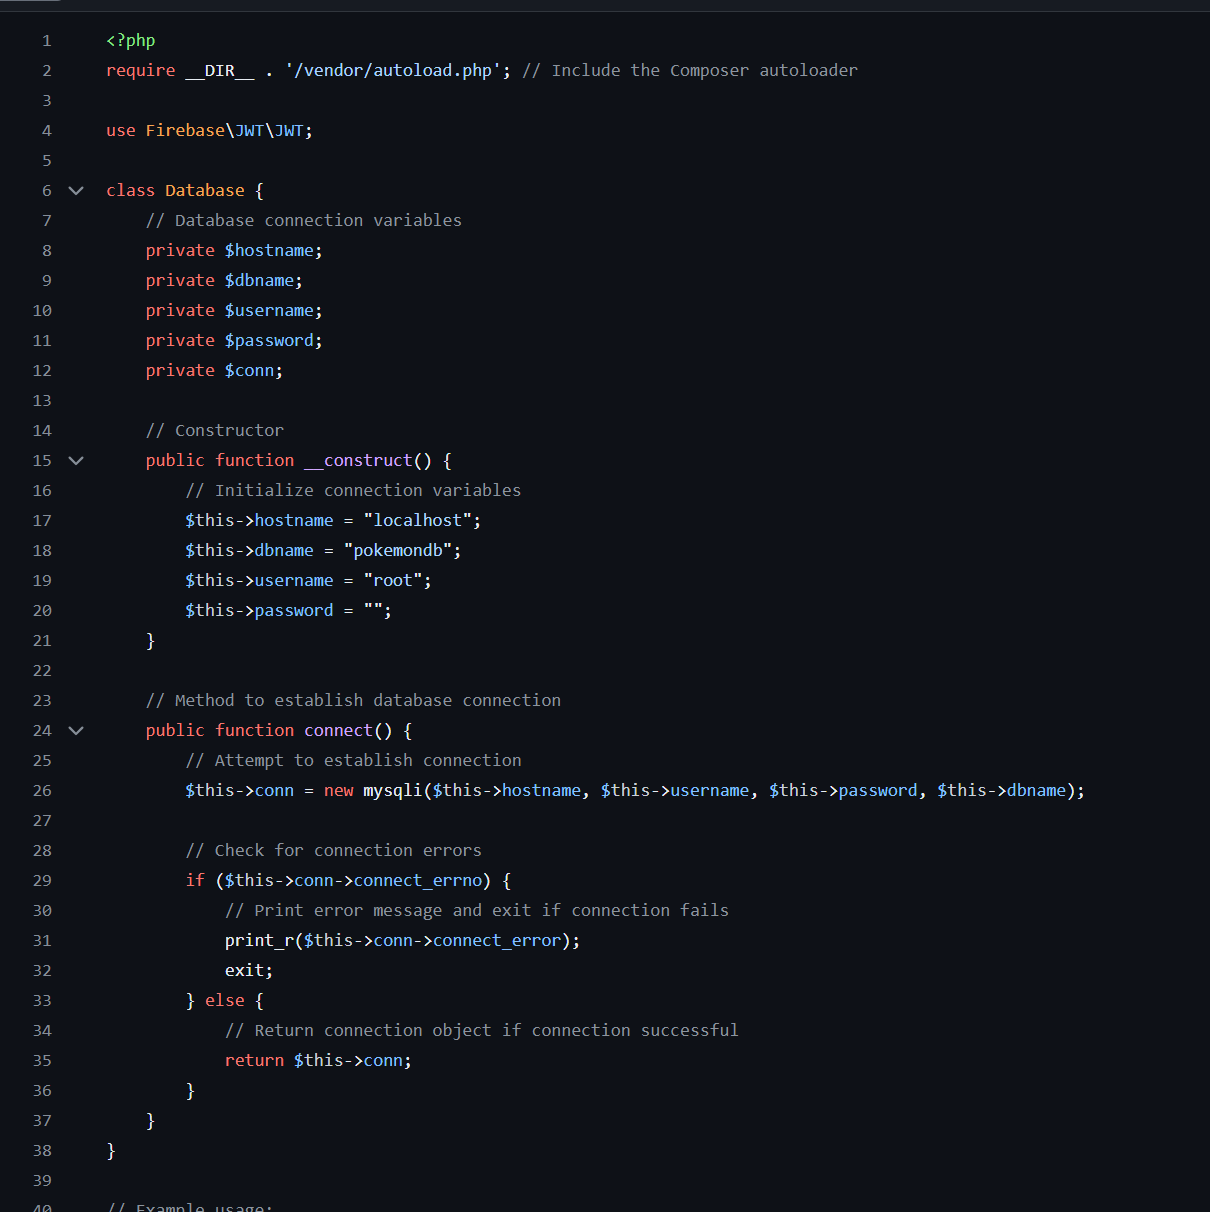 1 <?php
2 require __DIR__ . '/vendor/autoload.php'; // Include the Composer autoloader
3
4 use Firebase\JWT\JWT;
5
6 class Database {
7     // Database connection variables
8     private $hostname;
9     private $dbname;
10     private $username;
11     private $password;
12     private $conn;
13
14     // Constructor
15     public function __construct() {
16         // Initialize connection variables
17         $this->hostname = "localhost";
18         $this->dbname = "pokemondb";
19         $this->username = "root";
20         $this->password = "";
21     }
22
23     // Method to establish database connection
24     public function connect() {
25         // Attempt to establish connection
26         $this->conn = new mysqli($this->hostname, $this->username, $this->password, $this->dbname);
27
28         // Check for connection errors
29         if ($this->conn->connect_errno) {
30             // Print error message and exit if connection fails
31             print_r($this->conn->connect_error);
32             exit;
33         } else {
34             // Return connection object if connection successful
35             return $this->conn;
36         }
37     }
38 }
39
40 // Example usage: